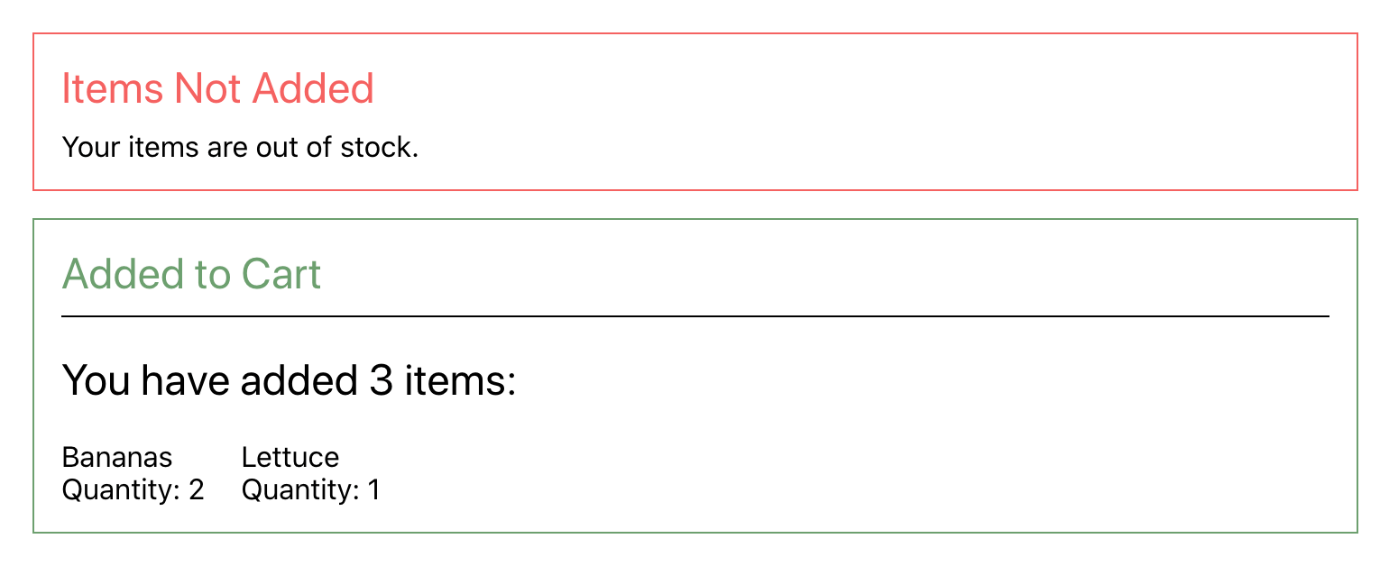 Items Not Added
Your items are out of stock.
Added to Cart
You have added 3 items:
Bananas
Quantity: 2
Lettuce
Quantity: 1